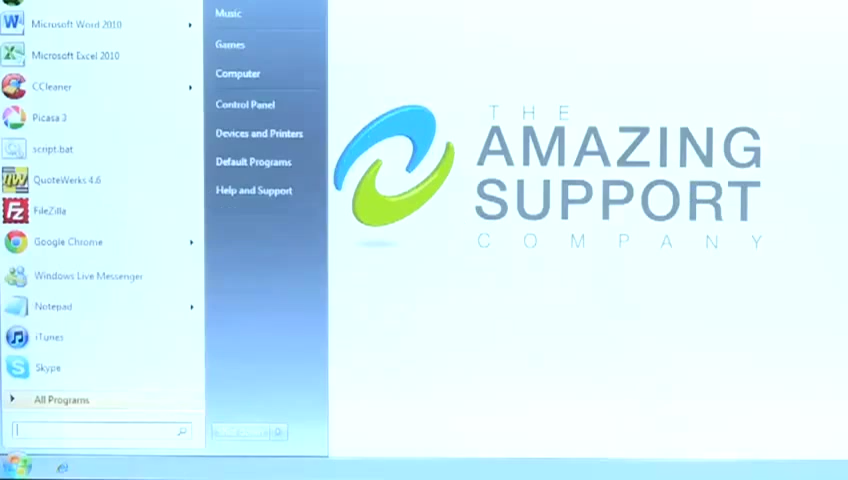 Microsoft Word 2010
Microsoft Excel 2010
CCleaner
Picasa 3
script.bat
QuoteWerks 4.6
FileZilla
Google Chrome
Windows Live Messenger
Notepad
iTunes
Skype
All Programs
Music
Games
Computer
Control Panel
Devices and Printers
Default Programs
Help and Support
THE
AMAZING
SUPPORT
COMPANY